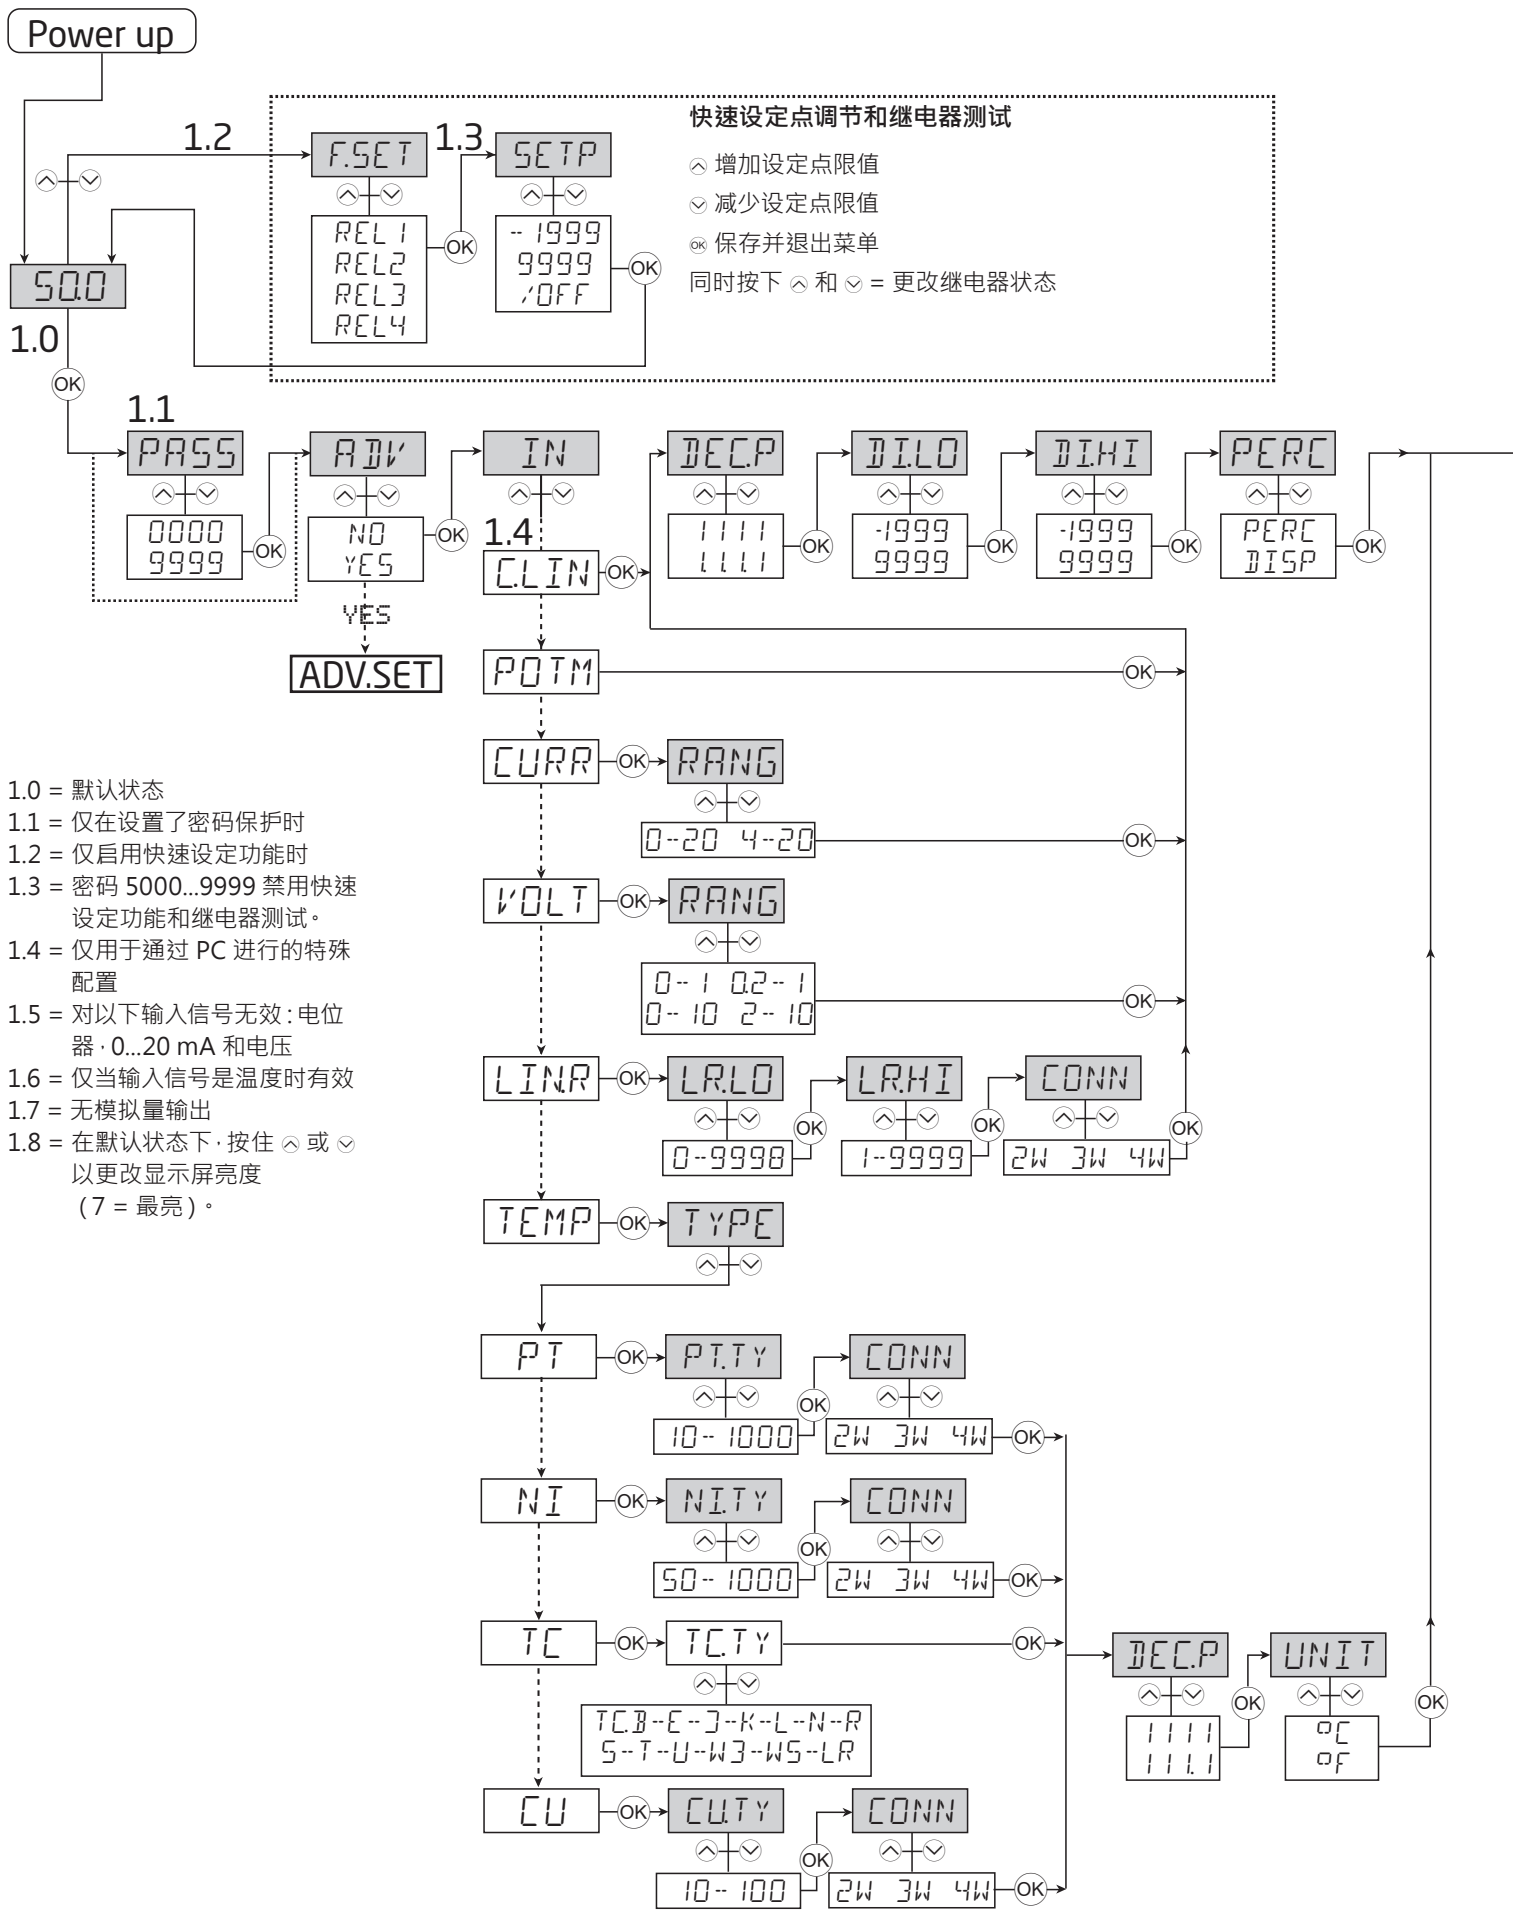 Power up
1.2
F.SET
1.3
SETP
快速设定点调节和继电器测试
增加设定点限值
减少设定点限值
OK 保存并退出菜单
同时按下 和 = 更改继电器状态
REL1
REL2
REL3
REL4
OK
-1999
9999
/OFF
OK
50.0
1.0
OK
1.1
PASS
0000
9999
OK
ADV
NO
YES
OK
YES
ADV.SET
IN
1.4
C.LIN
OK
DEC.P
1111
1.1.1.1
OK
DI.LO
-1999
9999
OK
DI.HI
-1999
9999
OK
PERC
PERC
DISP
OK
POTM
OK
CURR
OK
RANG
0-20 4-20
OK
VOLT
OK
RANG
0-1 0.2-1
0-10 2-10
OK
LIN.R
OK
LR.LO
0-9998
OK
LR.HI
1-9999
OK
CONN
2W 3W 4W
OK
TEMP
OK
TYPE
1.0 = 默认状态
1.1 = 仅在设置了密码保护时
1.2 = 仅启用快速设定功能时
1.3 = 密码 5000...9999 禁用快速
设定功能和继电器测试。
1.4 = 仅用于通过 PC 进行的特殊
配置
1.5 = 对以下输入信号无效：电位
器，0...20 mA 和电压
1.6 = 仅当输入信号是温度时有效
1.7 = 无模拟量输出
1.8 = 在默认状态下，按住 或
以更改显示屏亮度
(7 = 最亮)。
PT
OK
PT.TY
10-1000
OK
CONN
2W 3W 4W
OK
NI
OK
NI.TY
50-1000
OK
CONN
2W 3W 4W
OK
TC
OK
TC.TY
TC.B-E-J-K-L-N-R
S-T-U-W3-W5-LR
OK
CU
OK
CU.TY
10-100
OK
CONN
2W 3W 4W
OK
DEC.P
1111
111.1
OK
UNIT
°C
°F
OK